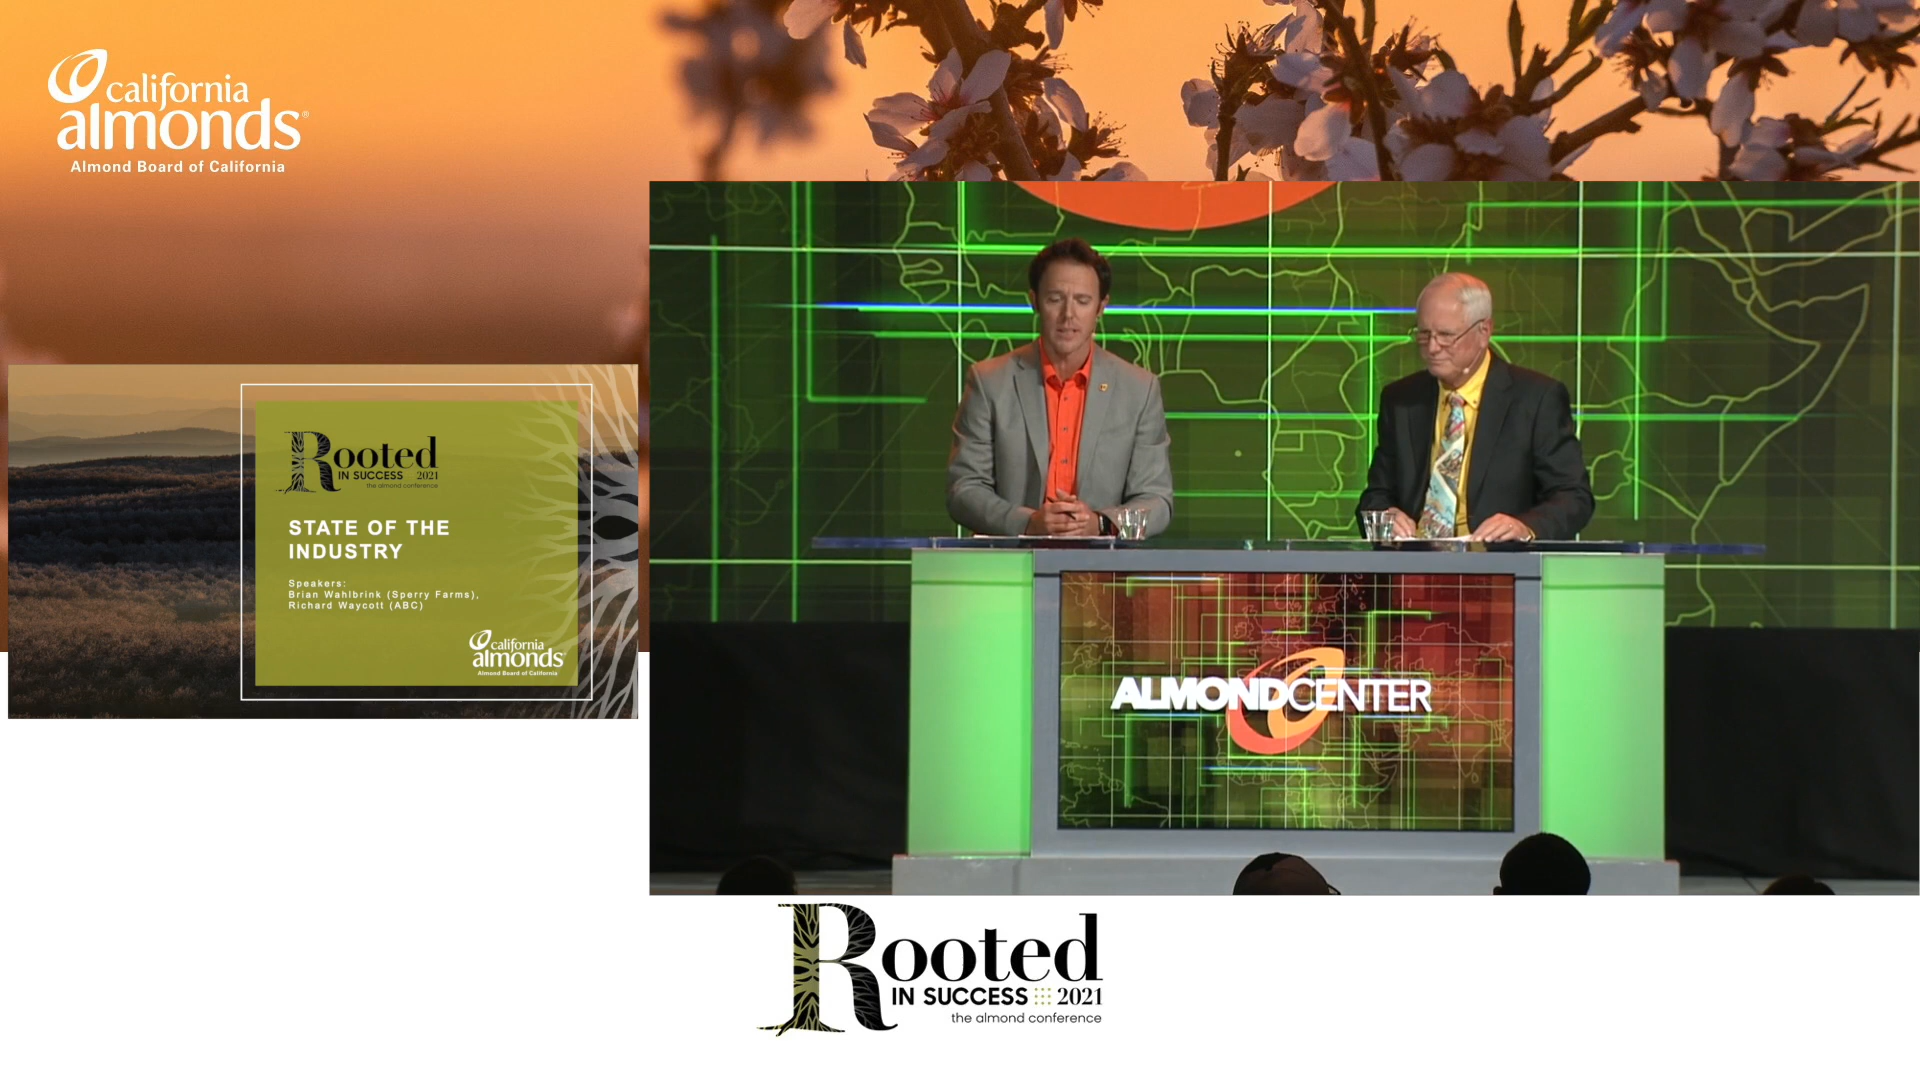 california
almonds®
Almond Board of California
Rooted
IN SUCCESS 2021
the almond conference
STATE OF THE
INDUSTRY
Speakers:
Brian Wahlbrink (Sperry Farms),
Richard Waycott (ABC)
california
almonds
Almond Board of California
ALMONDCENTER
Rooted
IN SUCCESS 2021
the almond conference